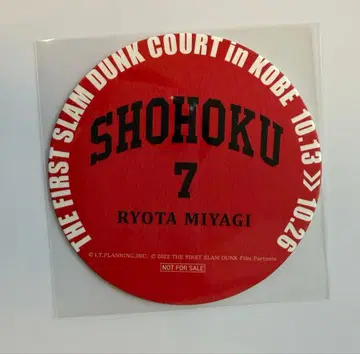 THE FIRST SLAM DUNK COURT in KOBE 10.13 >> 10.26
SHOHOKU
7
RYOTA MIYAGI
© I.T.PLANNING,INC. © 2022 THE FIRST SLAM DUNK Film Partners
NOT FOR SALE